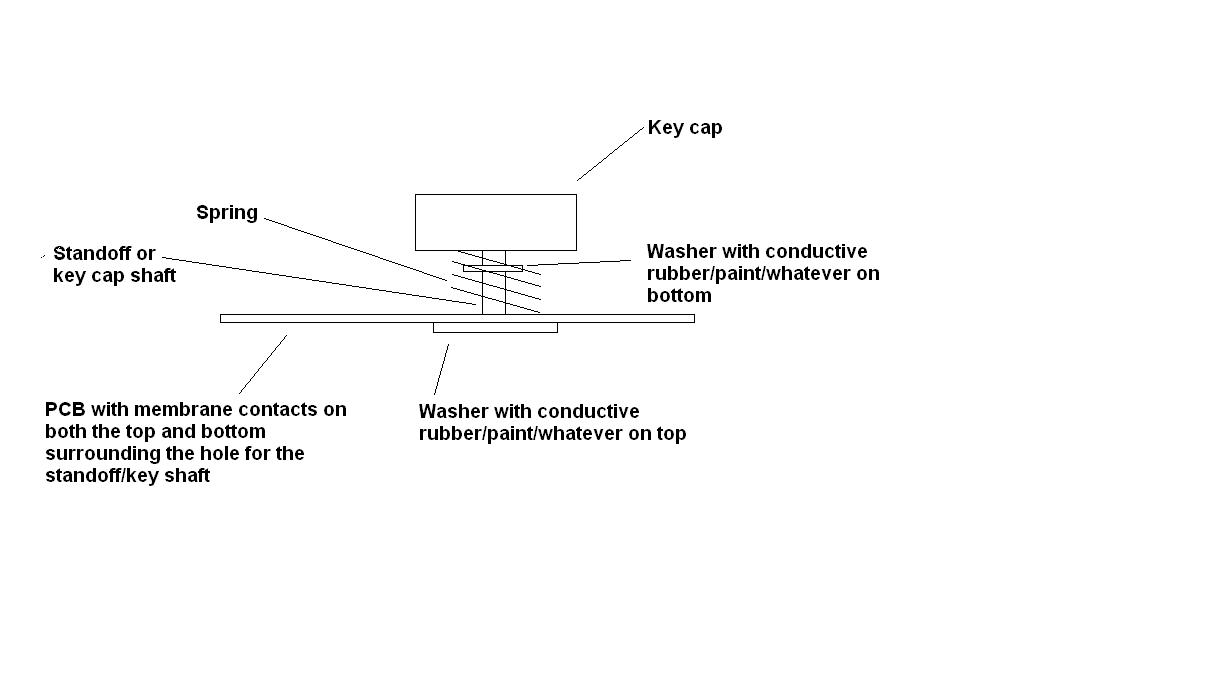 Key cap
Spring
Standoff or
key cap shaft
Washer with conductive
rubber/paint/whatever on
bottom
PCB with membrane contacts on
both the top and bottom
surrounding the hole for the
standoff/key shaft
Washer with conductive
rubber/paint/whatever on top